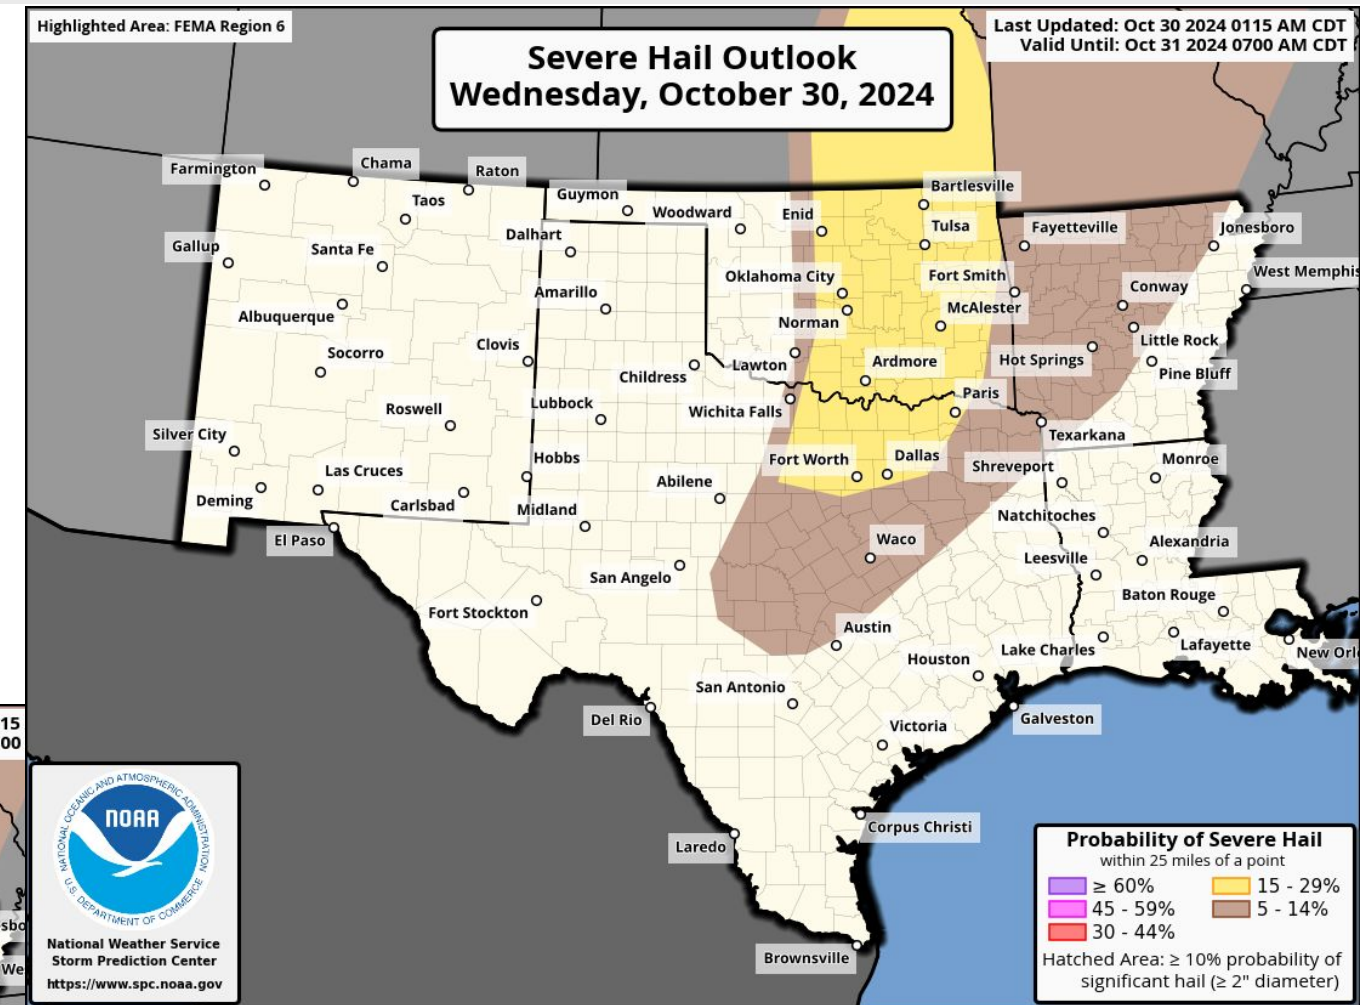 Highlighted Area: FEMA Region 6
Severe Hail Outlook
Wednesday, October 30, 2024
Last Updated: Oct 30 2024 0115 AM CDT
Valid Until: Oct 31 2024 0700 AM CDT
Farmington
Chama
Raton
Taos
Guymon
Woodward
Enid
Bartlesville
Tulsa
Fayetteville
Jonesboro
Gallup
Santa Fe
Dalhart
Oklahoma City
Fort Smith
West Memphis
Amarillo
Conway
Albuquerque
Norman
McAlester
Socorro
Clovis
Childress
Lawton
Ardmore
Hot Springs
Little Rock
Pine Bluff
Roswell
Lubbock
Wichita Falls
Paris
Texarkana
Silver City
Las Cruces
Hobbs
Fort Worth
Dallas
Shreveport
Monroe
Deming
Carlsbad
Midland
Abilene
Natchitoches
El Paso
Waco
Alexandria
San Angelo
Leesville
Fort Stockton
Baton Rouge
Austin
Lake Charles
Lafayette
New Orl
Houston
San Antonio
Del Rio
Galveston
Victoria
15
00
Corpus Christi
Laredo
Brownsville
sbo
We
NATIONAL OCEANIC AND ATMOSPHERIC ADMINISTRATION
NOAA
U.S. DEPARTMENT OF COMMERCE
National Weather Service
Storm Prediction Center
https://www.spc.noaa.gov
Probability of Severe Hail
within 25 miles of a point
≥ 60% 15 - 29%
45 - 59% 5 - 14%
30 - 44%
Hatched Area: ≥ 10% probability of
significant hail (≥ 2" diameter)